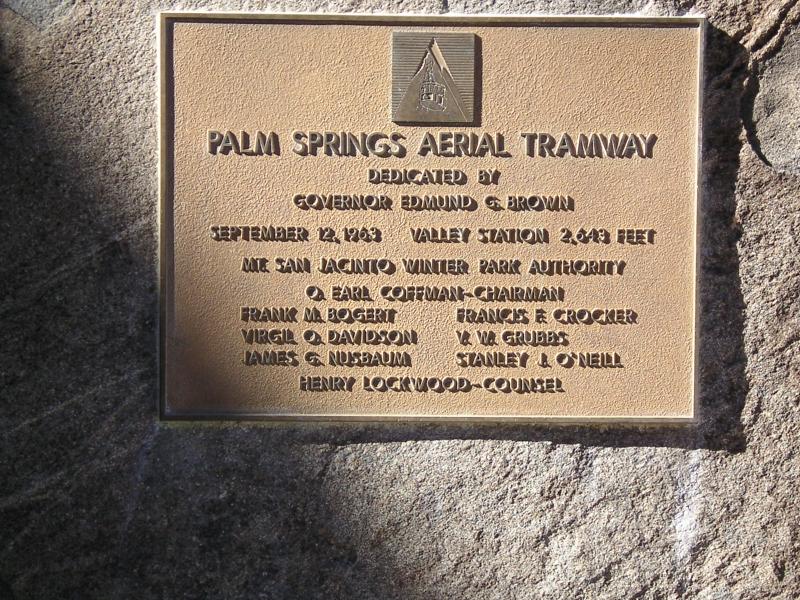 PALM SPRINGS AERIAL TRAMWAY
DEDICATED BY
GOVERNOR EDMUND G. BROWN
SEPTEMBER 12, 1963 VALLEY STATION 2,643 FEET
MT. SAN JACINTO WINTER PARK AUTHORITY
O. EARL COFFMAN-CHAIRMAN
FRANK M. BOGERT FRANCIS F. CROCKER
VIRGIL O. DAVIDSON V. W. GRUBBS
JAMES G. NUSBAUM STANLEY J. O'NEILL
HENRY LOCKWOOD-COUNSEL